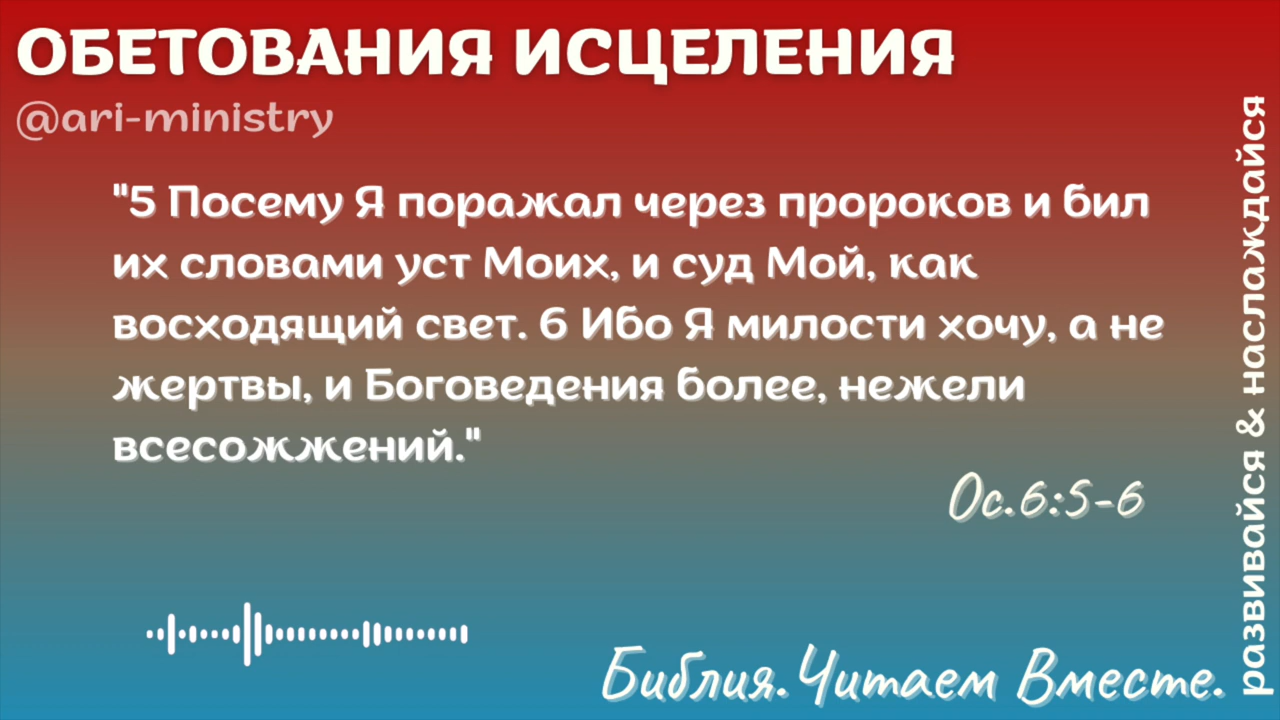 ОБЕТОВАНИЯ ИСЦЕЛЕНИЯ
@ari-ministry
"5 Посему Я поражал через пророков и бил
их словами уст Моих, и суд Мой, как
восходящий свет. 6 Ибо Я милости хочу, а не
жертвы, и Боговедения более, нежели
всесожжений."
Ос.6:5-6
Библия.Читаем Вместе.
развивайся & наслаждайся